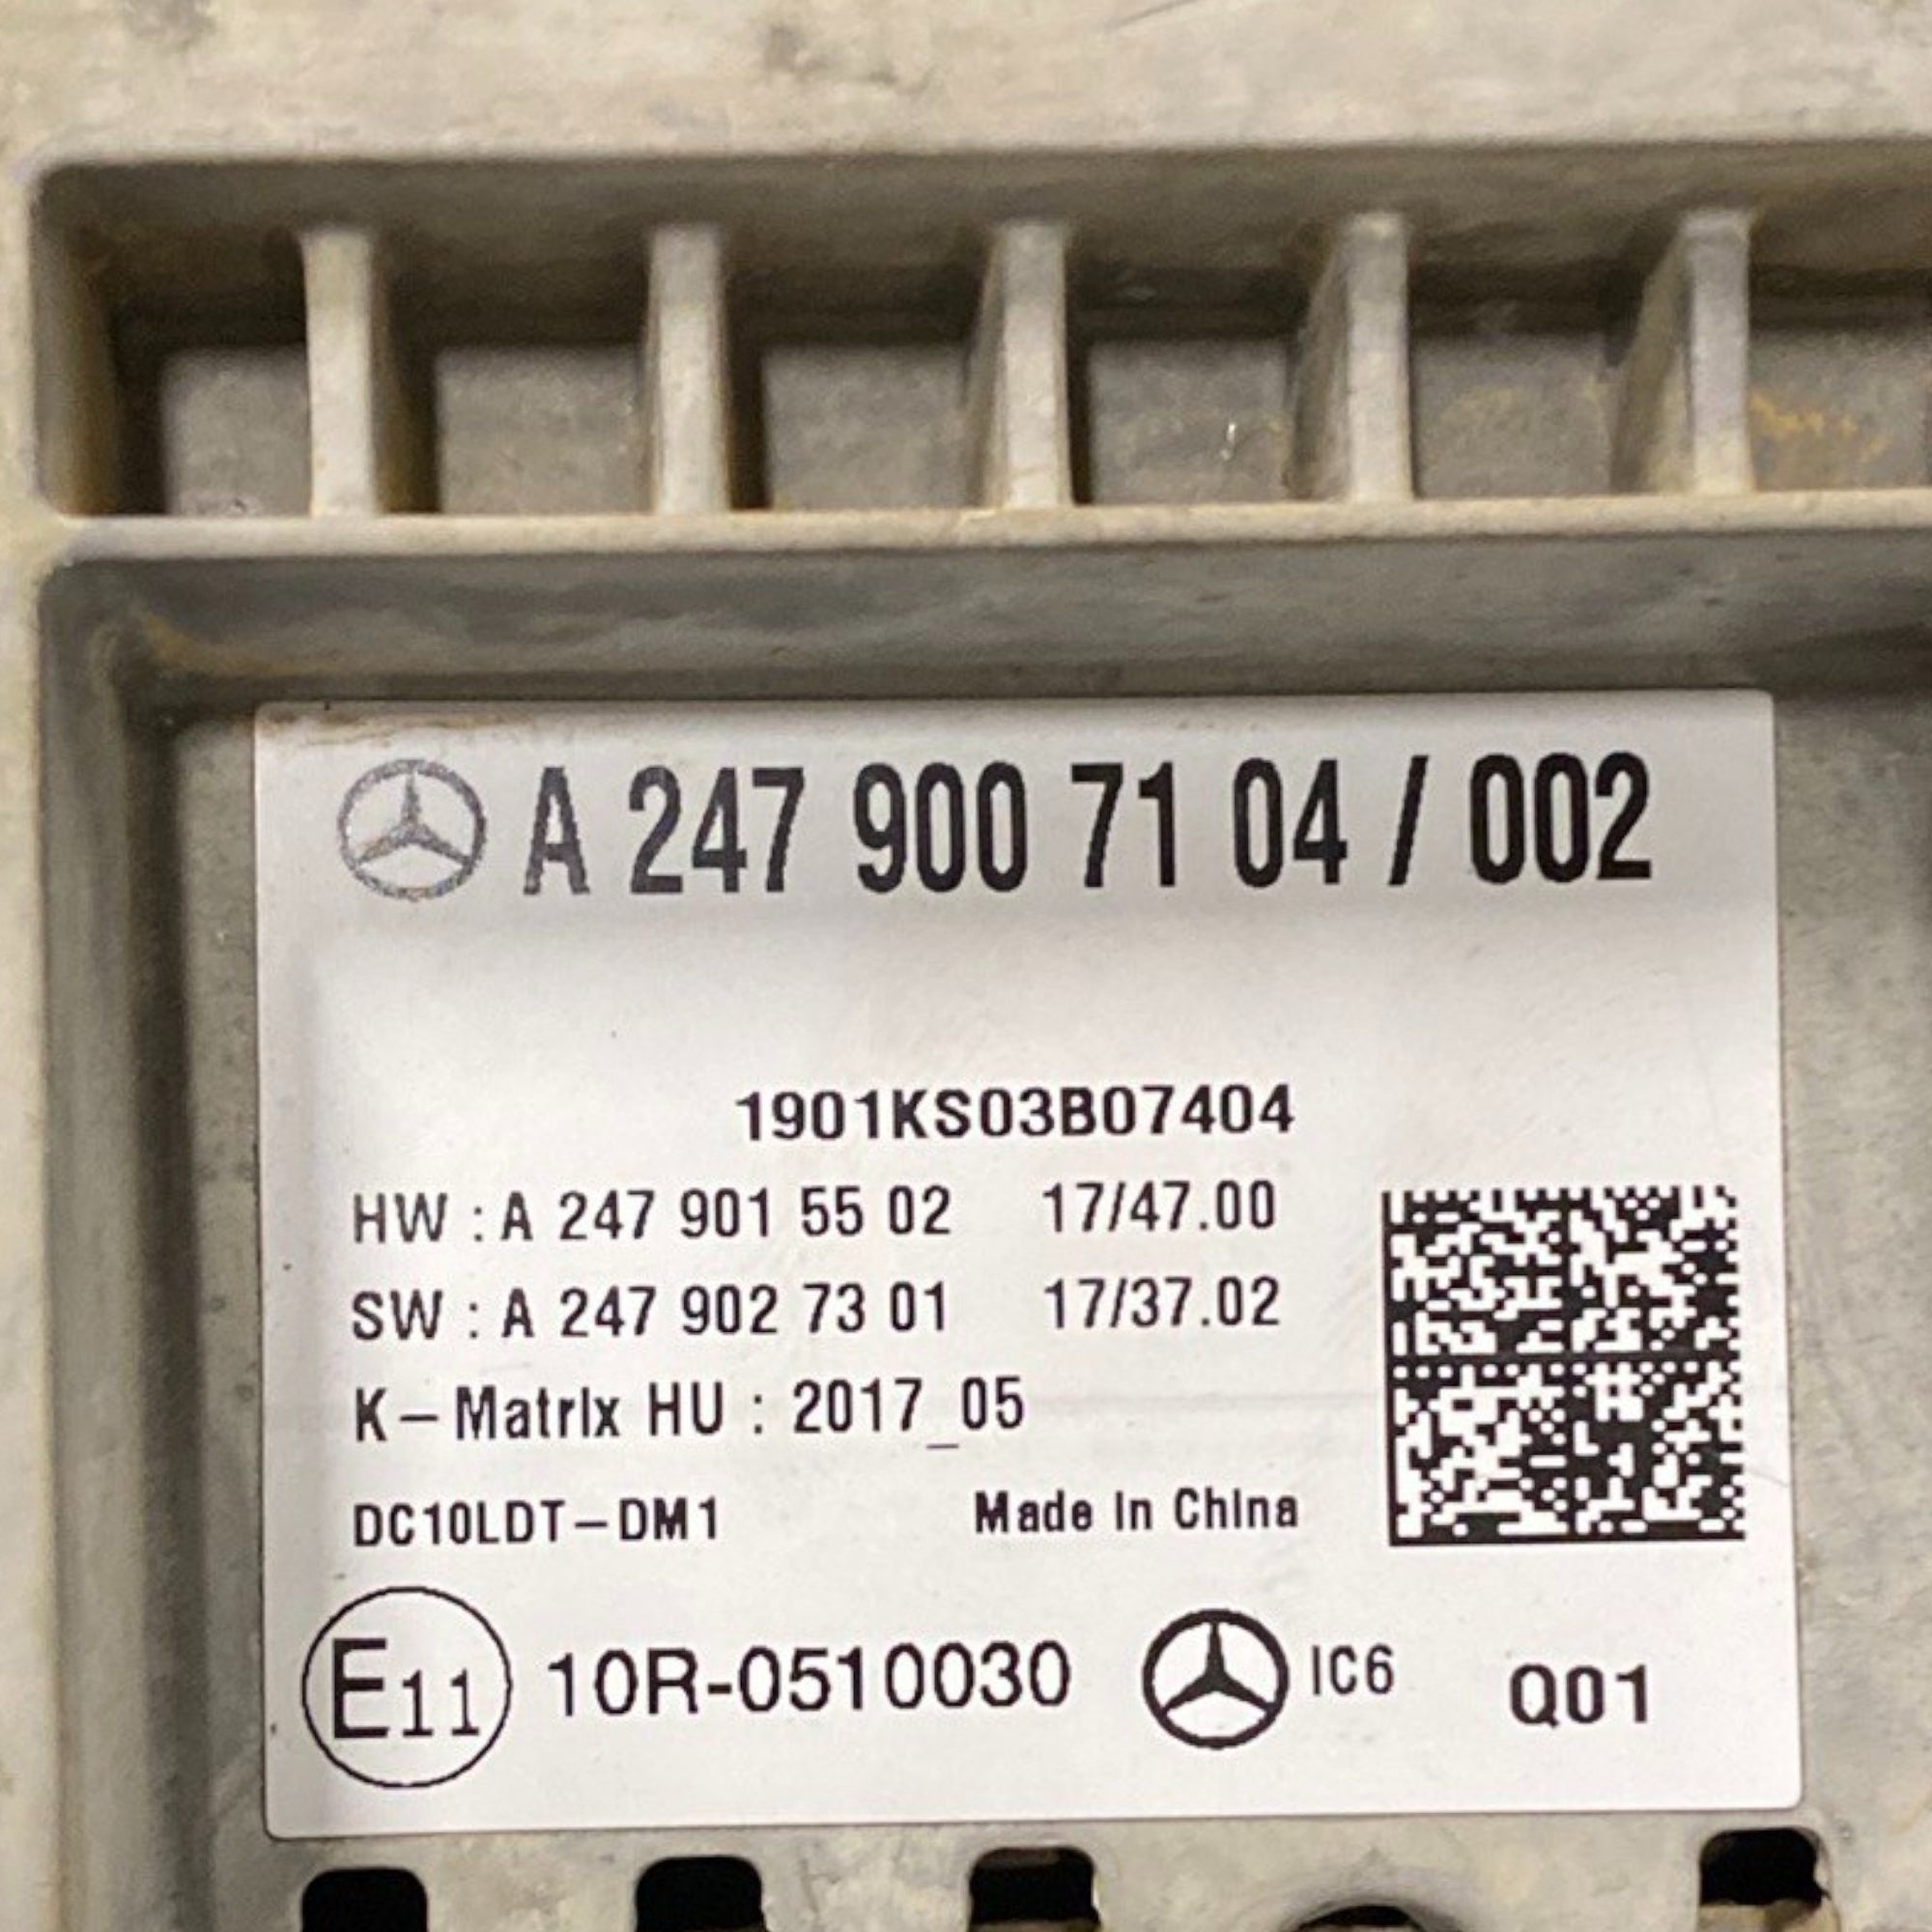 A 247 900 71 04 / 002
1901KS03B07404
HW : A 247 901 55 02 17/47.00
SW : A 247 902 73 01 17/37.02
K-Matrix HU : 2017_05
DC10LDT-DM1 Made in China
E11 10R-0510030 IC6 Q01